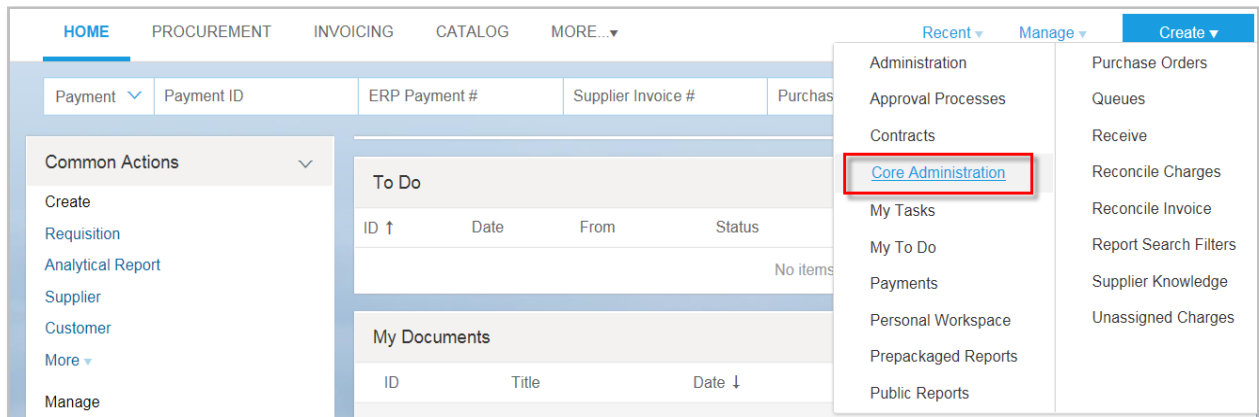 HOME PROCUREMENT INVOICING CATALOG MORE...▾ Recent ▾ Manage ▾ Create ▾
Payment Payment ID ERP Payment # Supplier Invoice # Purchas
Common Actions
Create
Requisition
Analytical Report
Supplier
Customer
More ▾
Manage
To Do
ID ↑ Date From Status
No items
My Documents
ID Title Date ↓
Administration
Approval Processes
Contracts
Core Administration
My Tasks
My To Do
Payments
Personal Workspace
Prepackaged Reports
Public Reports
Purchase Orders
Queues
Receive
Reconcile Charges
Reconcile Invoice
Report Search Filters
Supplier Knowledge
Unassigned Charges